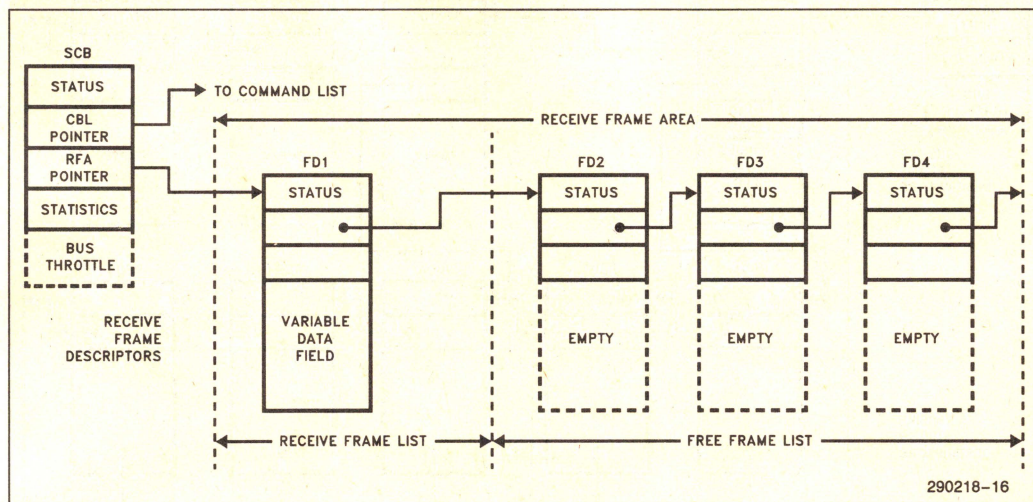 SCB
STATUS
CBL
POINTER
RFA
POINTER
STATISTICS
BUS
THROTTLE
TO COMMAND LIST
RECEIVE FRAME AREA
RECEIVE
FRAME
DESCRIPTORS
FD1
STATUS
VARIABLE
DATA
FIELD
FD2
STATUS
EMPTY
FD3
STATUS
EMPTY
FD4
STATUS
EMPTY
RECEIVE FRAME LIST
FREE FRAME LIST
290218-16